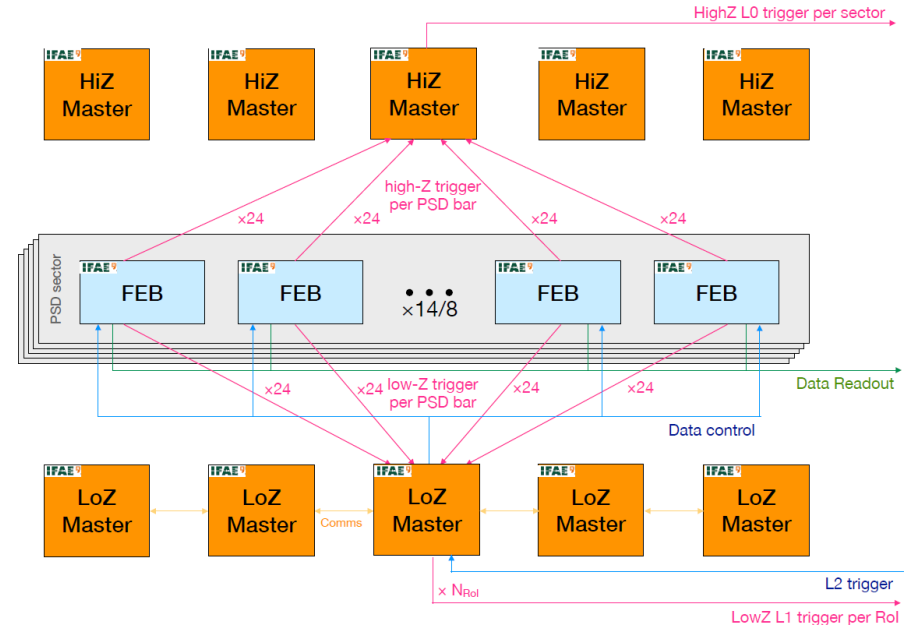 HighZ L0 trigger per sector
IFAE
HiZ
Master
IFAE
HiZ
Master
IFAE
HiZ
Master
IFAE
HiZ
Master
IFAE
HiZ
Master
high-Z trigger
per PSD bar
×24
×24
×24
×24
PSD sector
IFAE
FEB
IFAE
FEB
• • •
×14/8
IFAE
FEB
IFAE
FEB
×24
×24
low-Z trigger
per PSD bar
×24
×24
Data Readout
Data control
IFAE
LoZ
Master
IFAE
LoZ
Master
Comms
IFAE
LoZ
Master
IFAE
LoZ
Master
IFAE
LoZ
Master
× NRoI
L2 trigger
LowZ L1 trigger per RoI